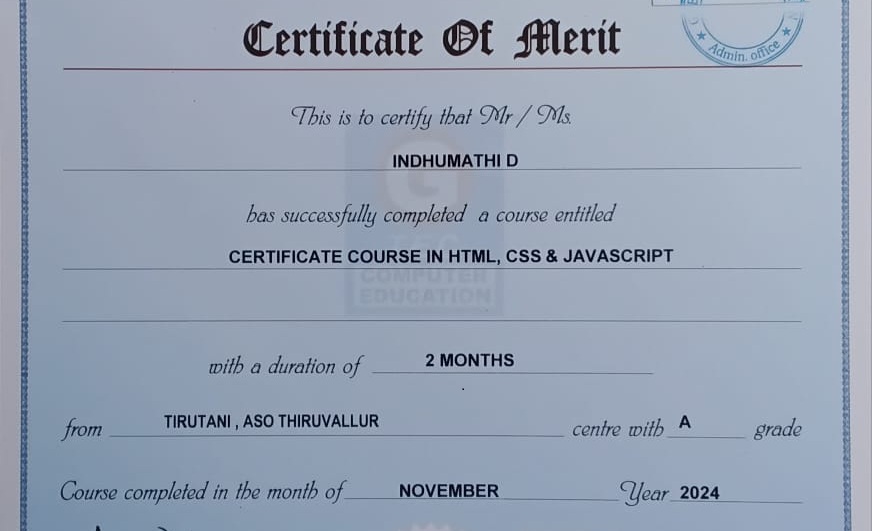 Certificate Of Merit
Admin. office
This is to certify that Mr / Ms.
INDHUMATHI D
has successfully completed a course entitled
CERTIFICATE COURSE IN HTML, CSS & JAVASCRIPT
COMPUTER
EDUCATION
with a duration of 2 MONTHS
from TIRUTANI , ASO THIRUVALLUR centre with A grade
Course completed in the month of NOVEMBER Year 2024